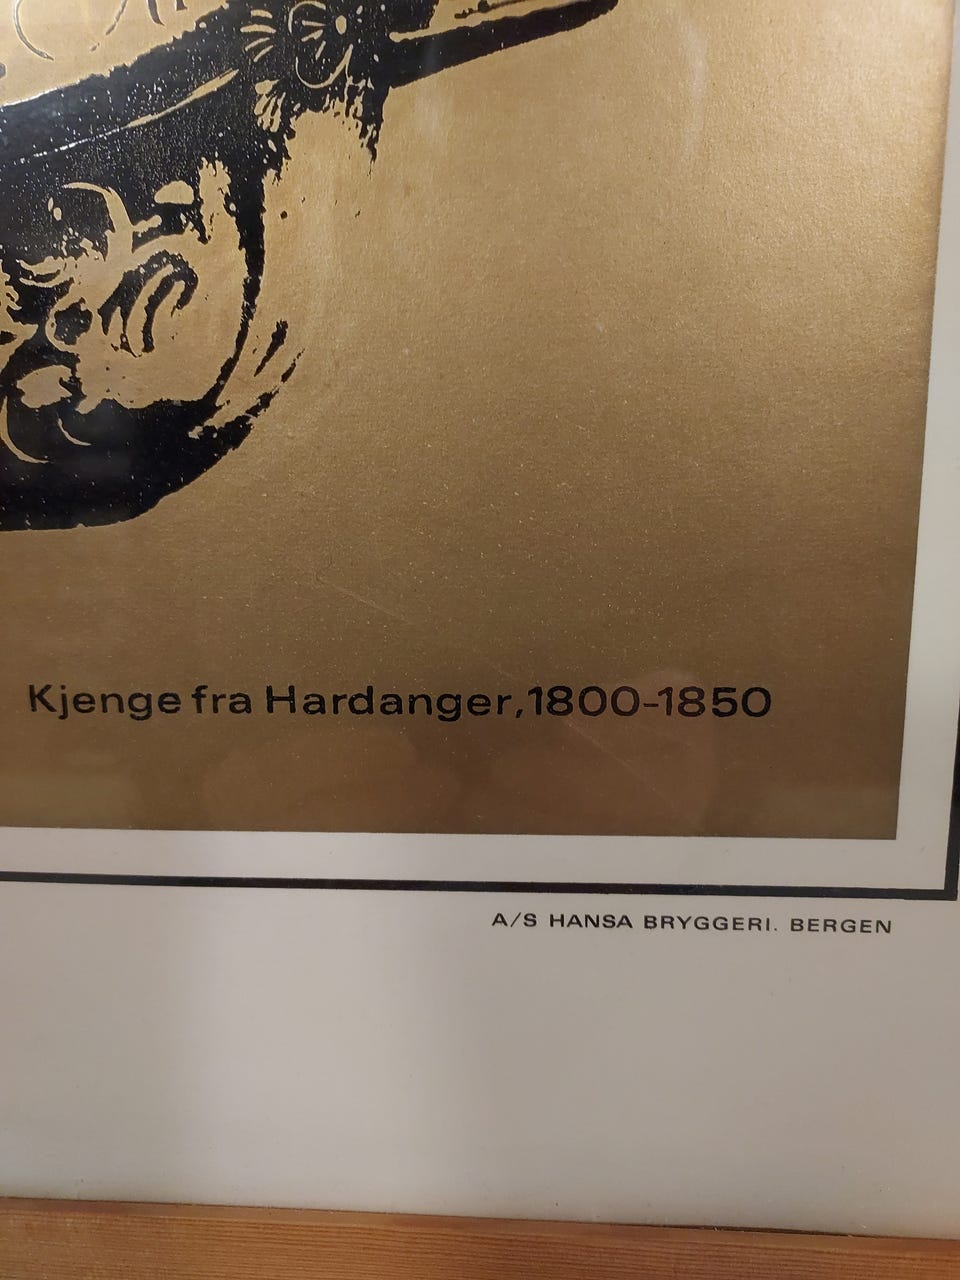 Kjenge fra Hardanger, 1800-1850
A/S HANSA BRYGGERI. BERGEN